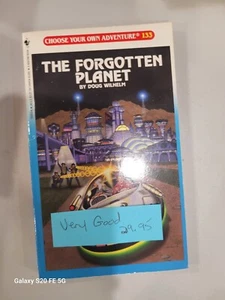 CHOOSE YOUR OWN ADVENTURE® 133
THE FORGOTTEN
PLANET
BY DOUG WILHELM
Very Good
29.95
Galaxy S20 FE 5G